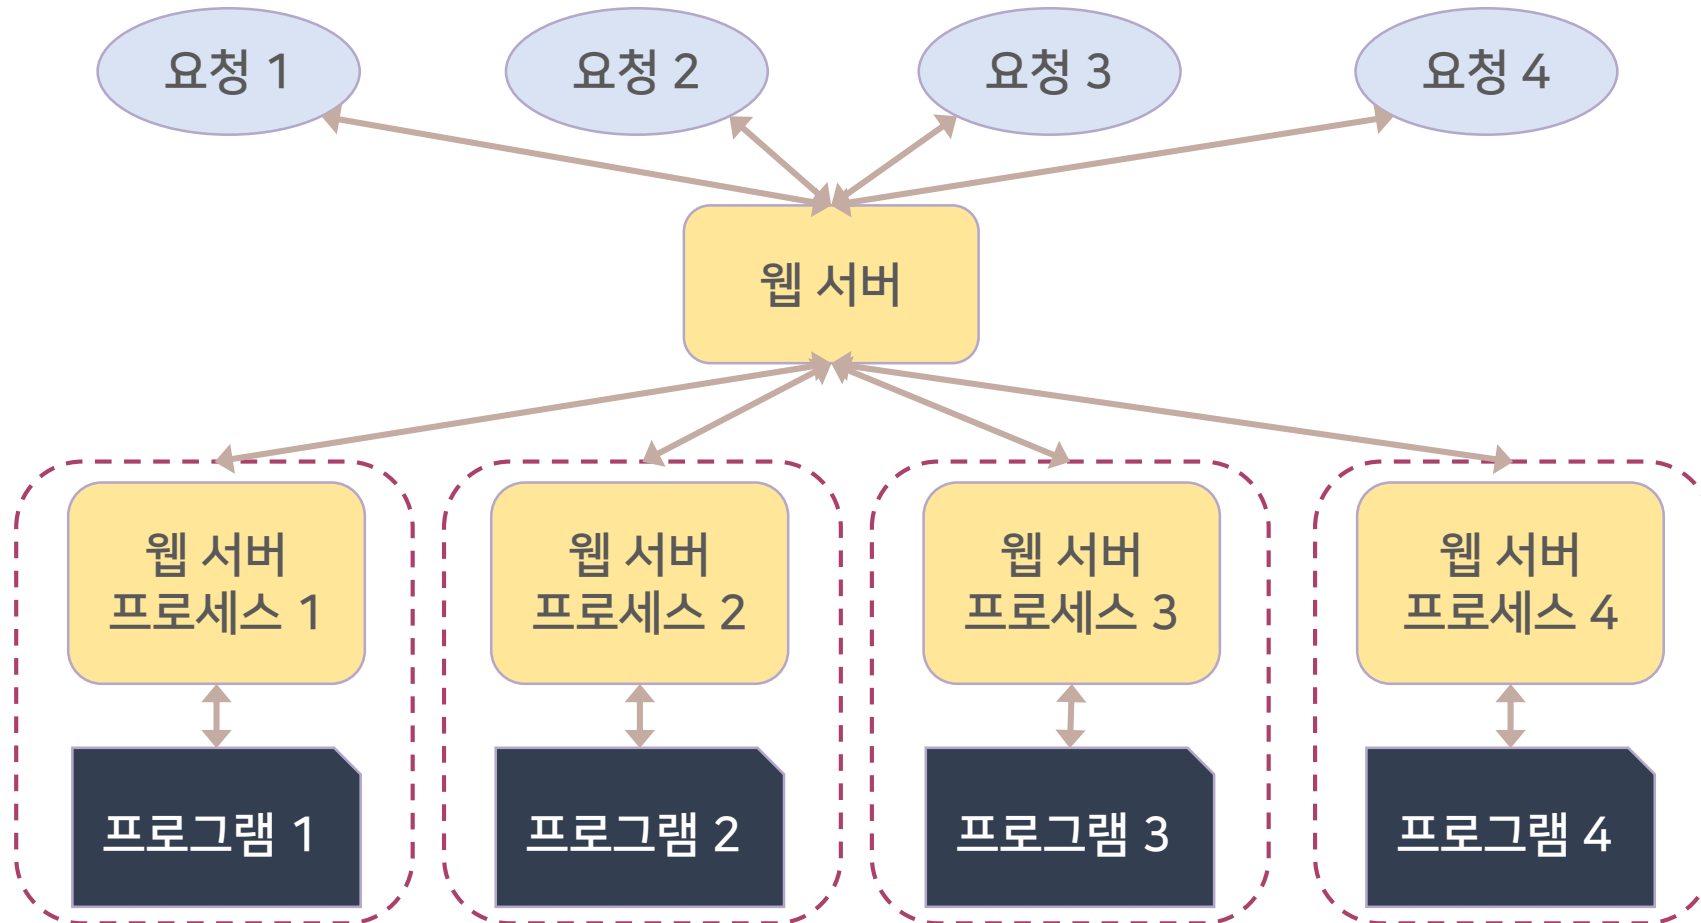 요청 1
요청 2
요청 3
요청 4
웹 서버
웹 서버
프로세스 1
웹 서버
프로세스 2
웹 서버
프로세스 3
웹 서버
프로세스 4
프로그램 1
프로그램 2
프로그램 3
프로그램 4